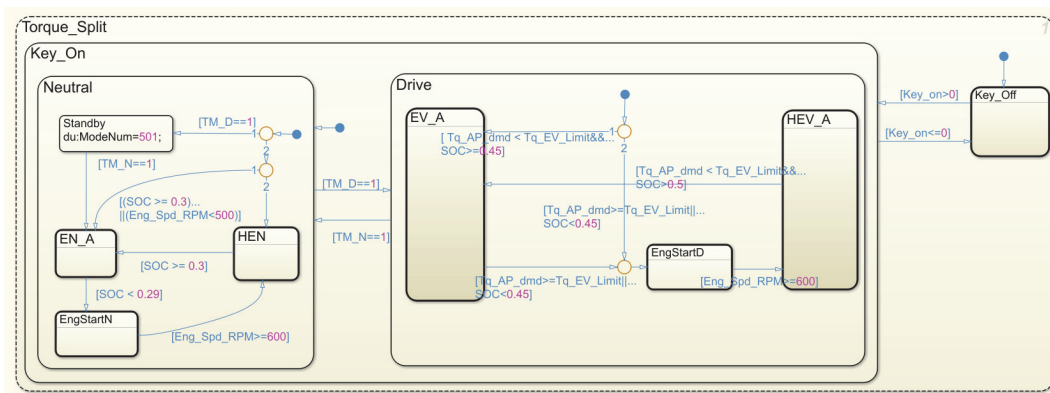 Torque_Split
1
Key_On
Neutral
Standby
du:ModeNum=501;
[TM_D==1]
1
2
[TM_N==1]
1
2
[(SOC >= 0.3)...
||(Eng_Spd_RPM<500)]
EN_A
HEN
[SOC >= 0.3]
[SOC < 0.29]
EngStartN
[Eng_Spd_RPM>=600]
[TM_D==1]
[TM_N==1]
Drive
EV_A
[ Tq_AP_dmd < Tq_EV_Limit&&...
SOC>=0.45]
1
2
HEV_A
[Tq_AP_dmd < Tq_EV_Limit&&...
SOC>0.5]
[Tq_AP_dmd>=Tq_EV_Limit||...
SOC<0.45]
EngStartD
[Tq_AP_dmd>=Tq_EV_Limit||...
SOC<0.45]
[Eng_Spd_RPM>=600]
[Key_on>0]
Key_Off
[Key_on<=0]